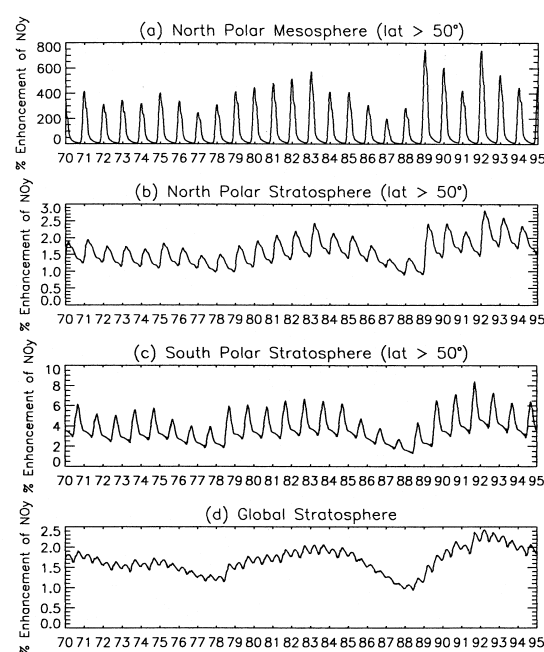 (a) North Polar Mesosphere (lat > 50°)
% Enhancement of NOy
800
600
400
200
0
70 71 72 73 74 75 76 77 78 79 80 81 82 83 84 85 86 87 88 89 90 91 92 93 94 95
(b) North Polar Stratosphere (lat > 50°)
% Enhancement of NOy
3.0
2.5
2.0
1.5
1.0
0.5
0.0
70 71 72 73 74 75 76 77 78 79 80 81 82 83 84 85 86 87 88 89 90 91 92 93 94 95
(c) South Polar Stratosphere (lat > 50°)
% Enhancement of NOy
10
8
6
4
2
0
70 71 72 73 74 75 76 77 78 79 80 81 82 83 84 85 86 87 88 89 90 91 92 93 94 95
(d) Global Stratosphere
% Enhancement of NOy
2.5
2.0
1.5
1.0
0.5
0.0
70 71 72 73 74 75 76 77 78 79 80 81 82 83 84 85 86 87 88 89 90 91 92 93 94 95